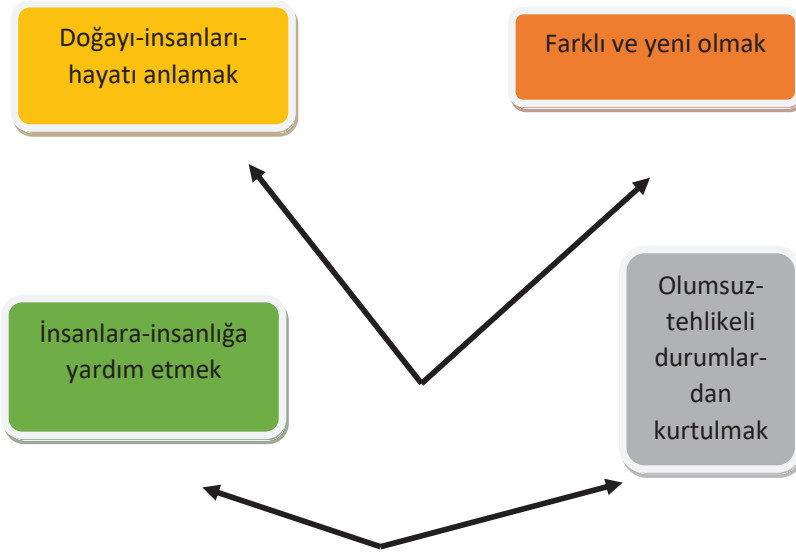 Doğayı-insanları-
hayatı anlamak
Farklı ve yeni olmak
İnsanlara-insanlığa
yardım etmek
Olumsuz-
tehlikeli
durumlar-
dan
kurtulmak